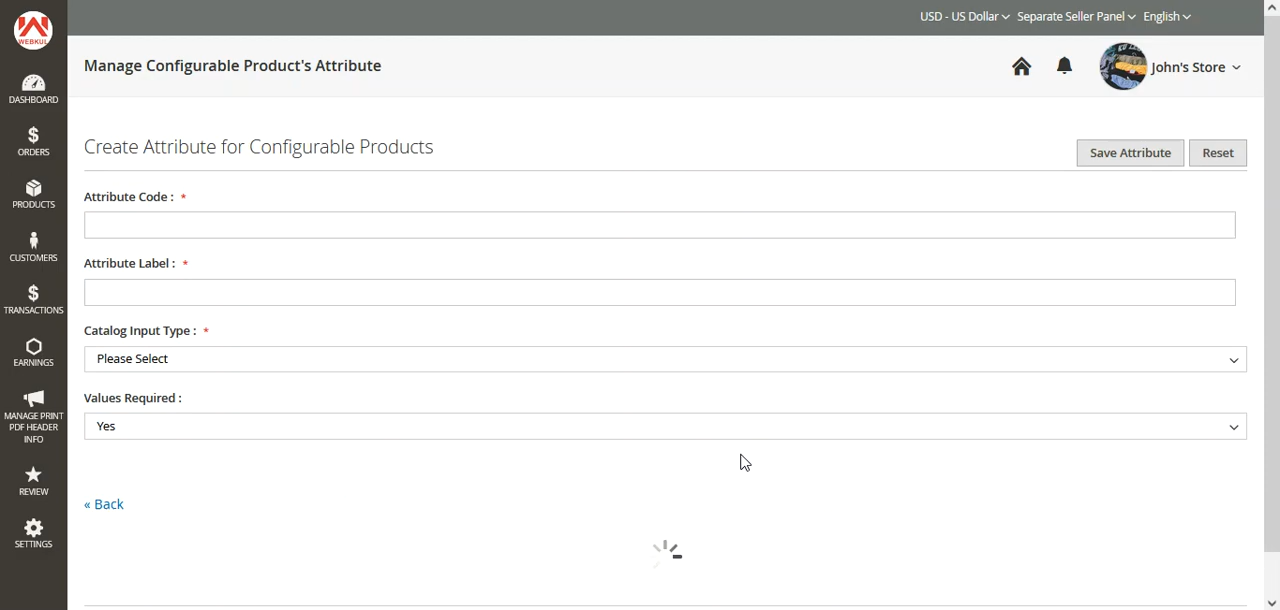 USD - US Dollar Separate Seller Panel English
WEBKUL
Manage Configurable Product's Attribute
John's Store
DASHBOARD
ORDERS
PRODUCTS
CUSTOMERS
TRANSACTIONS
EARNINGS
MANAGE PRINT
PDF HEADER
INFO
REVIEW
SETTINGS
Create Attribute for Configurable Products
Save Attribute Reset
Attribute Code : *
Attribute Label : *
Catalog Input Type : *
Please Select
Values Required :
Yes
« Back